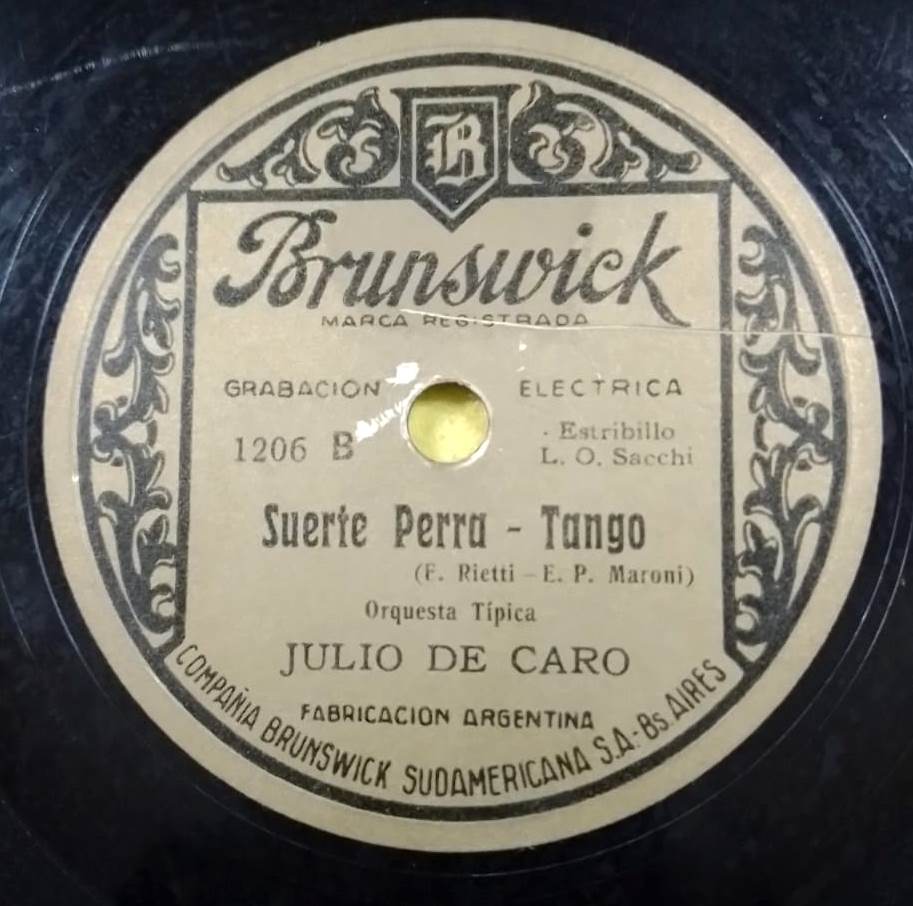 B
Brunswick
MARCA REGISTRADA
GRABACION ELECTRICA
1206 B
· Estribillo
L. O. Sacchi
Suerte Perra - Tango
(F. Rietti - E. P. Maroni)
Orquesta Típica
JULIO DE CARO
FABRICACION ARGENTINA
COMPAÑIA BRUNSWICK SUDAMERICANA S.A.-Bs. AIRES